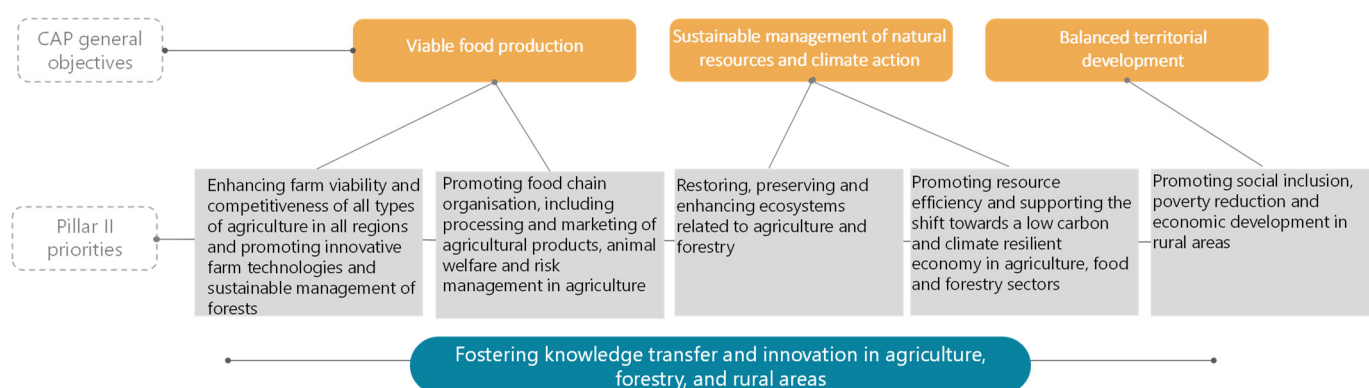 CAP general
objectives
Viable food production
Sustainable management of natural
resources and climate action
Balanced territorial
development
Pillar II
priorities
Enhancing farm viability and
competitiveness of all types
of agriculture in all regions
and promoting innovative
farm technologies and
sustainable management of
forests
Promoting food chain
organisation, including
processing and marketing of
agricultural products, animal
welfare and risk
management in agriculture
Restoring, preserving and
enhancing ecosystems
related to agriculture and
forestry
Promoting resource
efficiency and supporting the
shift towards a low carbon
and climate resilient
economy in agriculture, food
and forestry sectors
Promoting social inclusion,
poverty reduction and
economic development in
rural areas
Fostering knowledge transfer and innovation in agriculture,
forestry, and rural areas